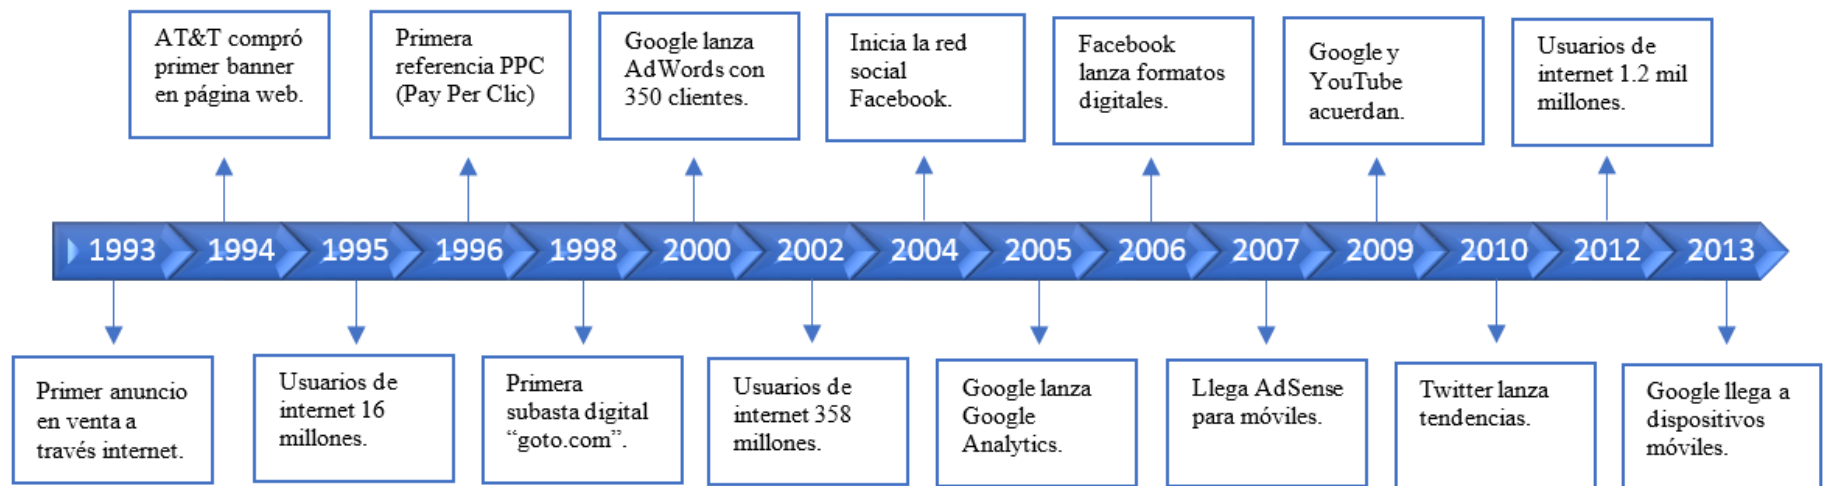 AT&T compró
primer banner
en página web.
Primera
referencia PPC
(Pay Per Clic)
Google lanza
AdWords con
350 clientes.
Inicia la red
social
Facebook.
Facebook
lanza formatos
digitales.
Google y
YouTube
acuerdan.
Usuarios de
internet 1.2 mil
millones.
1993 1994 1995 1996 1998 2000 2002 2004 2005 2006 2007 2009 2010 2012 2013
Primer anuncio
en venta a
través internet.
Usuarios de
internet 16
millones.
Primera
subasta digital
“goto.com”.
Usuarios de
internet 358
millones.
Google lanza
Google
Analytics.
Llega AdSense
para móviles.
Twitter lanza
tendencias.
Google llega a
dispositivos
móviles.